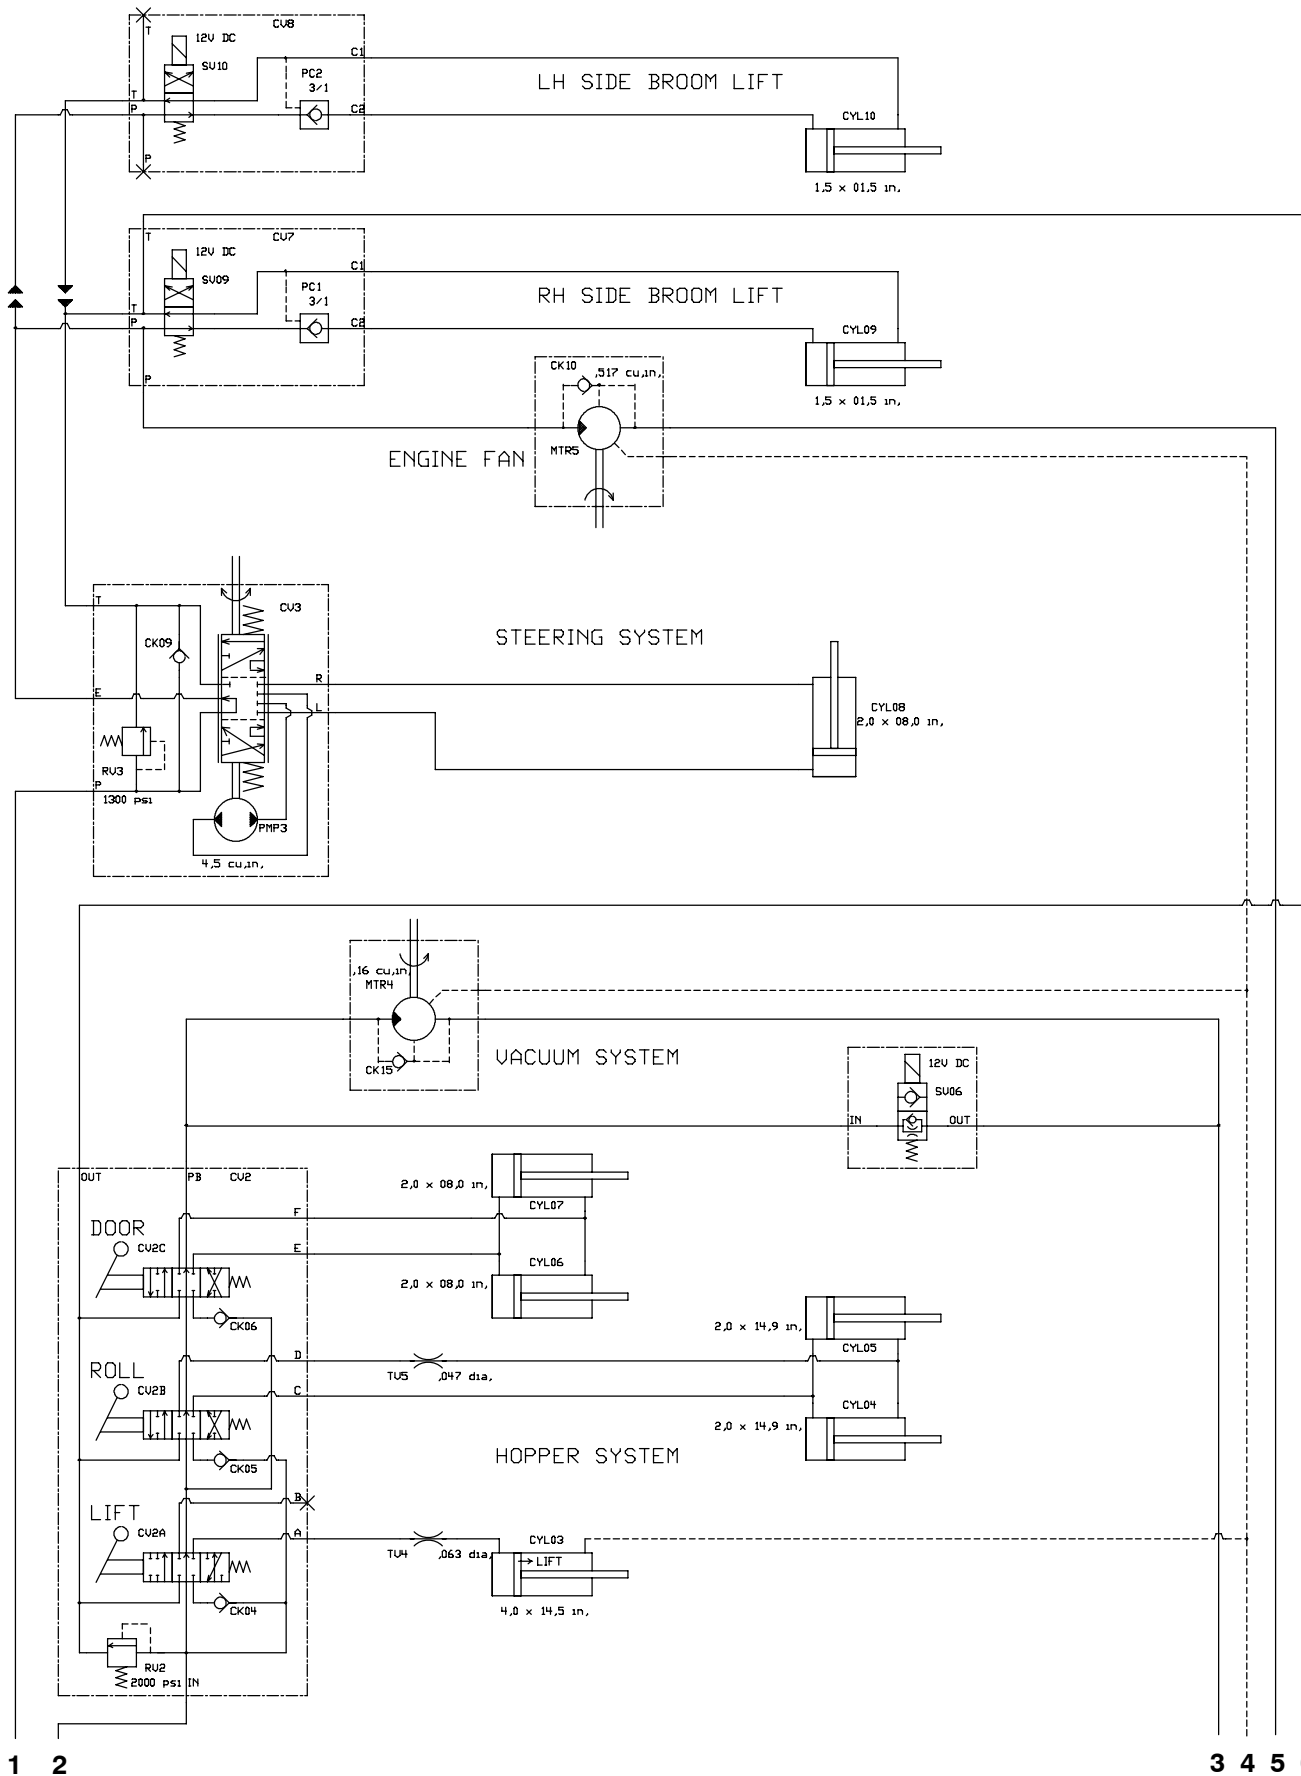 CV8
T
12V DC
SV10
PC2
3/1
C1
T
P
C2
P
LH SIDE BROOM LIFT
CYL10
1,5 x 01,5 in,
T
CV7
12V DC
SV09
PC1
3/1
C1
T
P
C2
P
RH SIDE BROOM LIFT
CYL09
1,5 x 01,5 in,
CK10
,517 cu,in,
MTR5
ENGINE FAN
T
CV3
CK09
STEERING SYSTEM
E
R
L
CYL08
2,0 x 08,0 in,
RV3
P
1300 psi
PMP3
4,5 cu,in,
,16 cu,in,
MTR4
CK15
VACUUM SYSTEM
12V DC
SV06
IN
OUT
OUT
PB
CV2
2,0 x 08,0 in,
CYL07
F
DOOR
CV2C
E
CYL06
2,0 x 08,0 in,
CK06
2,0 x 14,9 in,
CYL05
D
TV5
,047 dia,
ROLL
CV2B
C
CYL04
2,0 x 14,9 in,
CK05
HOPPER SYSTEM
B
LIFT
CV2A
A
TV4
,063 dia,
CYL03
LIFT
CK04
4,0 x 14,5 in,
RV2
2000 psi IN
1 2
3 4 5